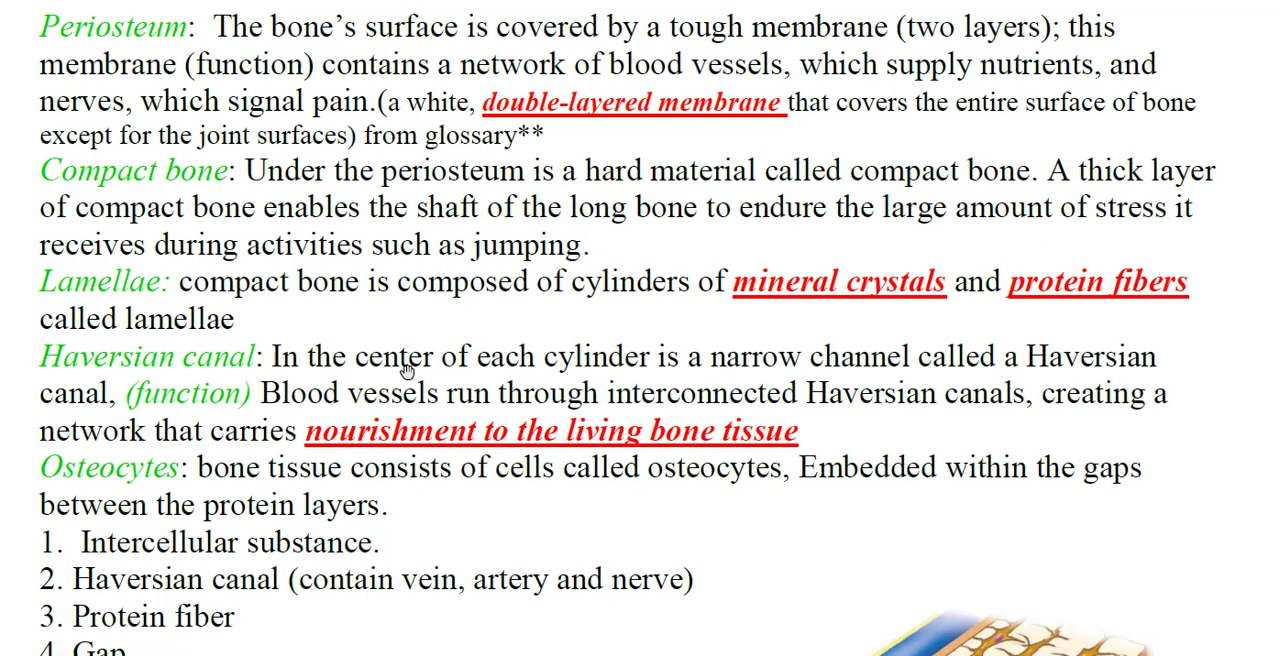 Periosteum:  The bone’s surface is covered by a tough membrane (two layers); this
membrane (function) contains a network of blood vessels, which supply nutrients, and
nerves, which signal pain.(a white, double-layered membrane that covers the entire surface of bone
except for the joint surfaces) from glossary**
Compact bone: Under the periosteum is a hard material called compact bone. A thick layer
of compact bone enables the shaft of the long bone to endure the large amount of stress it
receives during activities such as jumping.
Lamellae: compact bone is composed of cylinders of mineral crystals and protein fibers
called lamellae
Haversian canal: In the center of each cylinder is a narrow channel called a Haversian
canal, (function) Blood vessels run through interconnected Haversian canals, creating a
network that carries nourishment to the living bone tissue
Osteocytes: bone tissue consists of cells called osteocytes, Embedded within the gaps
between the protein layers.
1.  Intercellular substance.
2. Haversian canal (contain vein, artery and nerve)
3. Protein fiber
4. Gap